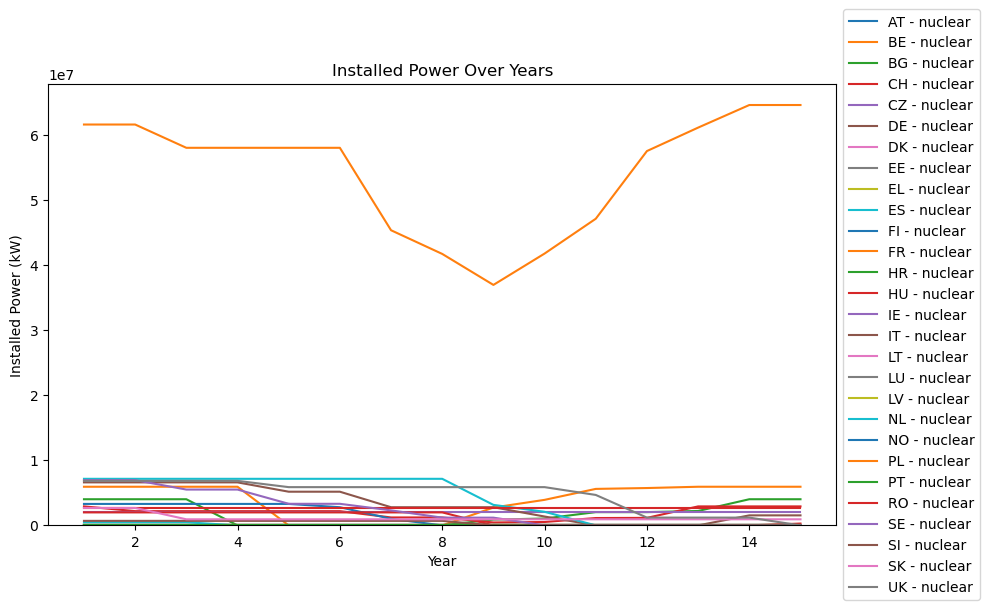 Installed Power Over Years
1e7
6
5
4
3
2
1
0
Installed Power (kW)
2 4 6 8 10 12 14
Year
AT - nuclear
BE - nuclear
BG - nuclear
CH - nuclear
CZ - nuclear
DE - nuclear
DK - nuclear
EE - nuclear
EL - nuclear
ES - nuclear
FI - nuclear
FR - nuclear
HR - nuclear
HU - nuclear
IE - nuclear
IT - nuclear
LT - nuclear
LU - nuclear
LV - nuclear
NL - nuclear
NO - nuclear
PL - nuclear
PT - nuclear
RO - nuclear
SE - nuclear
SI - nuclear
SK - nuclear
UK - nuclear